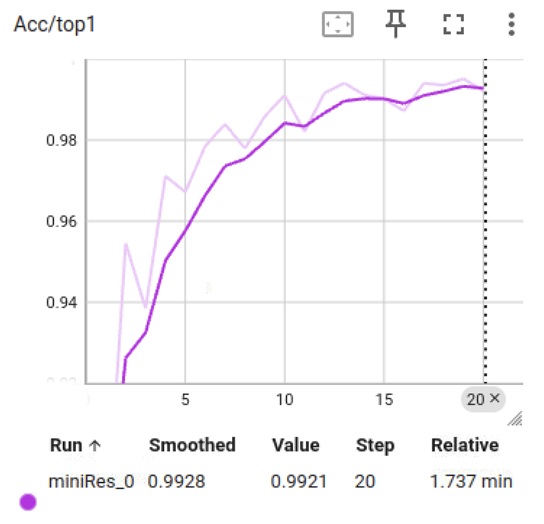 Acc/top1
0.98
0.96
0.94
5 10 15 20 ×
Run ↑ Smoothed Value Step Relative
miniRes_0 0.9928 0.9921 20 1.737 min